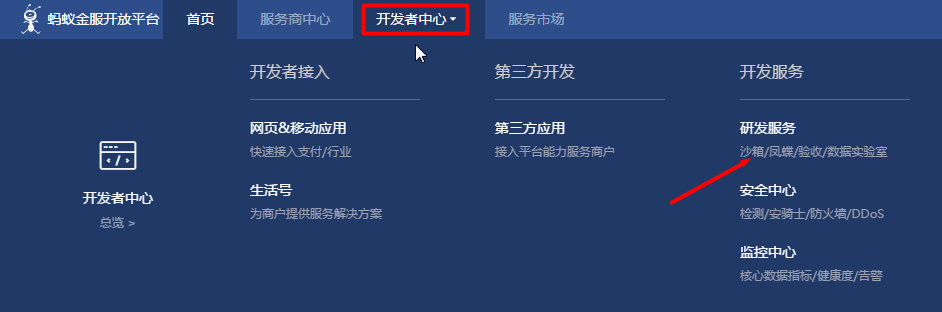 蚂蚁金服开放平台 首页 服务商中心 开发者中心 服务市场
开发者接入 第三方开发 开发服务
网页&移动应用 第三方应用 研发服务
快速接入支付/行业 接入平台能力服务商户 沙箱/凤蝶/验收/数据实验室
开发者中心 生活号 安全中心
总览 > 为商户提供服务解决方案 检测/安骑士/防火墙/DDoS
监控中心
核心数据指标/健康度/告警